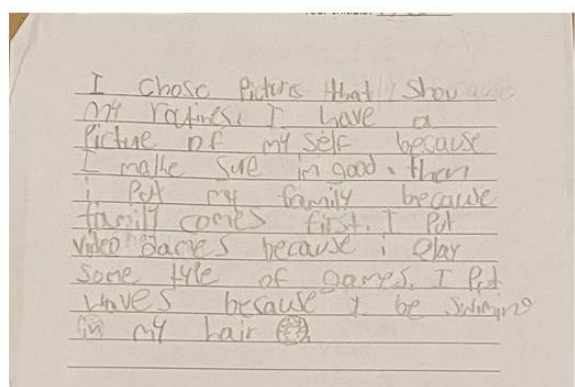 I chose Picturs that show
my routines. I have a
Pictue of my self because
I make sure im good. then
i Put my family because
family comes first. I Put
video games because i Play
some tyle of games. I Put
waves because I be swiming
in my hair